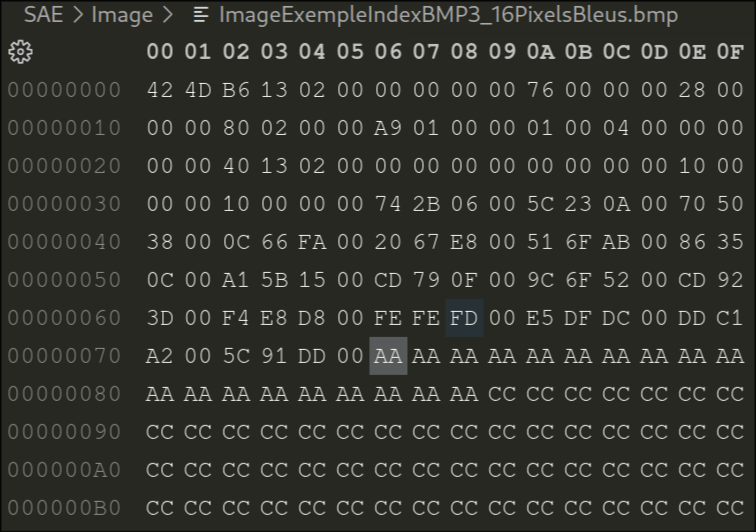 SAE > Image > ImageExempleIndexBMP3_16PixelsBleus.bmp
00 01 02 03 04 05 06 07 08 09 0A 0B 0C 0D 0E 0F
00000000 42 4D B6 13 02 00 00 00 00 00 76 00 00 00 28 00
00000010 00 00 80 02 00 00 A9 01 00 00 01 00 04 00 00 00
00000020 00 00 40 13 02 00 00 00 00 00 00 00 00 00 10 00
00000030 00 00 10 00 00 00 74 2B 06 00 5C 23 0A 00 70 50
00000040 38 00 0C 66 FA 00 20 67 E8 00 51 6F AB 00 86 35
00000050 0C 00 A1 5B 15 00 CD 79 0F 00 9C 6F 52 00 CD 92
00000060 3D 00 F4 E8 D8 00 FE FE FD 00 E5 DF DC 00 DD C1
00000070 A2 00 5C 91 DD 00 AA AA AA AA AA AA AA AA AA AA
00000080 AA AA AA AA AA AA AA AA AA CC CC CC CC CC CC CC
00000090 CC CC CC CC CC CC CC CC CC CC CC CC CC CC CC CC
000000A0 CC CC CC CC CC CC CC CC CC CC CC CC CC CC CC CC
000000B0 CC CC CC CC CC CC CC CC CC CC CC CC CC CC CC CC